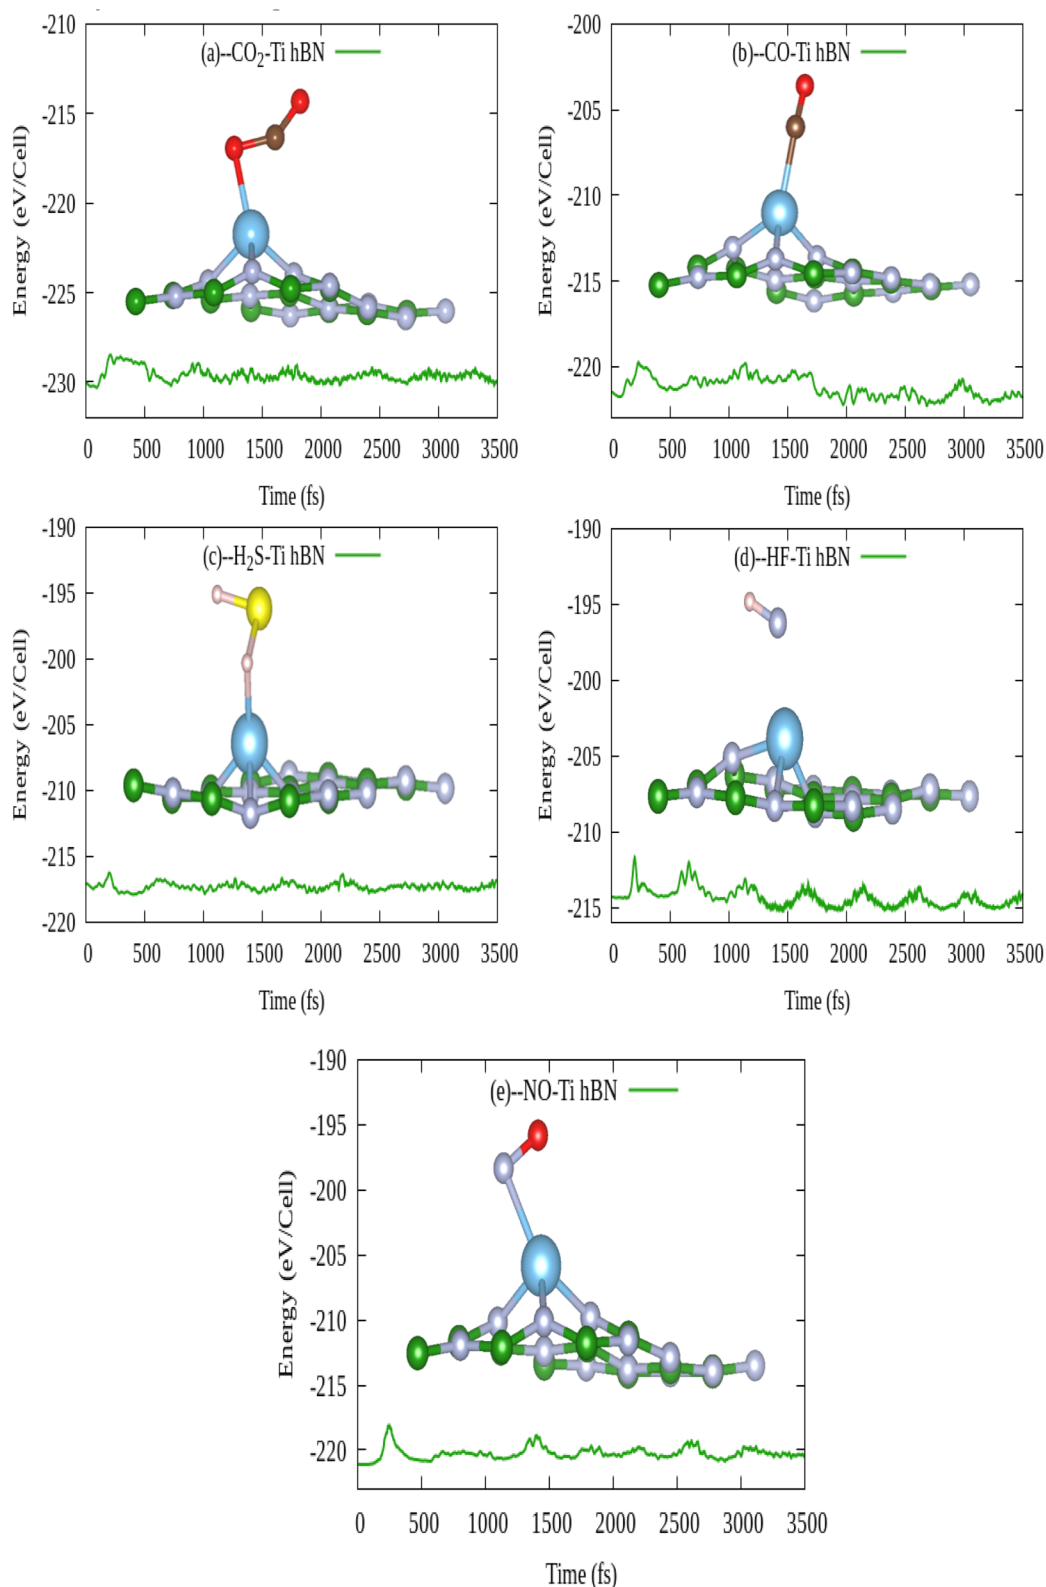 (a)--CO2-Ti hBN
Energy (eV/Cell)
-210
-215
-220
-225
-230
0 500 1000 1500 2000 2500 3000 3500
Time (fs)
(b)--CO-Ti hBN
Energy (eV/Cell)
-200
-205
-210
-215
-220
0 500 1000 1500 2000 2500 3000 3500
Time (fs)
(c)--H2S-Ti hBN
Energy (eV/Cell)
-190
-195
-200
-205
-210
-215
-220
0 500 1000 1500 2000 2500 3000 3500
Time (fs)
(d)--HF-Ti hBN
Energy (eV/Cell)
-190
-195
-200
-205
-210
-215
0 500 1000 1500 2000 2500 3000 3500
Time (fs)
(e)--NO-Ti hBN
Energy (eV/Cell)
-190
-195
-200
-205
-210
-215
-220
0 500 1000 1500 2000 2500 3000 3500
Time (fs)